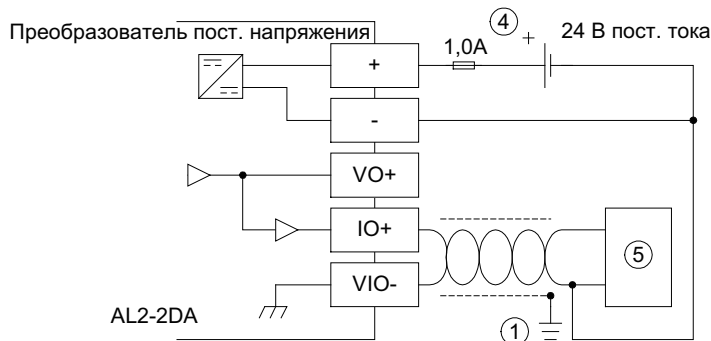 Преобразователь пост. напряжения
4
24 В пост. тока
1,0A
+
+
-
VO+
IO+
5
VIO-
AL2-2DA
1